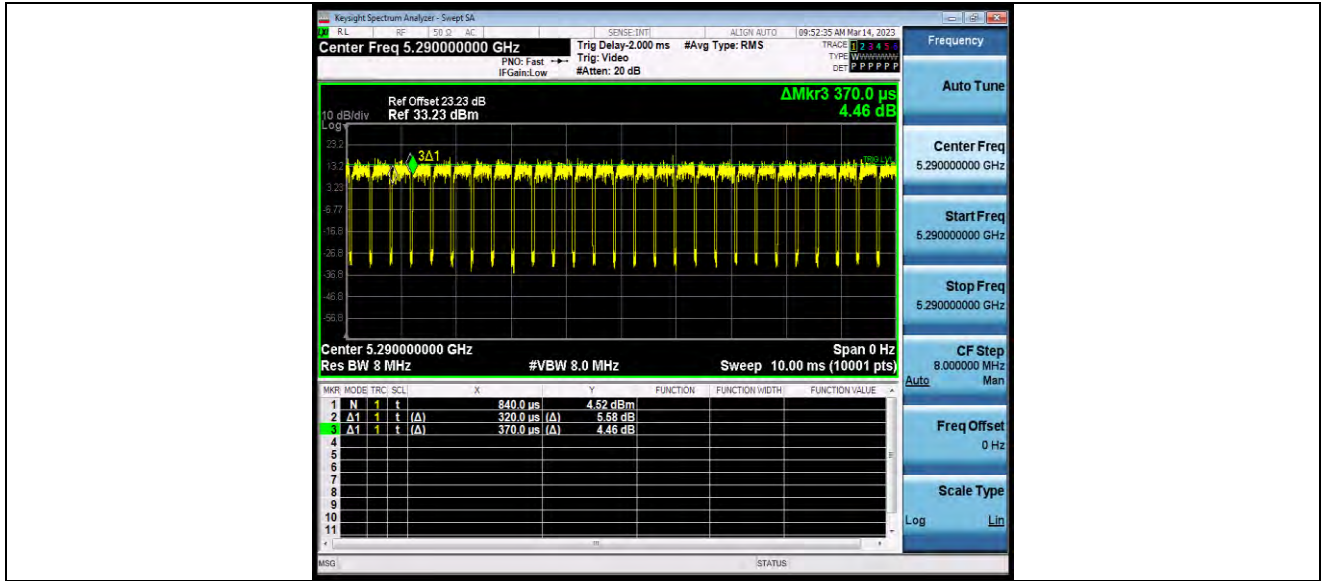 Keysight Spectrum Analyzer - Swept SA
RL RF 50 Ω AC SENSE:INT ALIGN AUTO 09:52:35 AM Mar 14, 2023
Center Freq 5.290000000 GHz
PNO: Fast
IFGain:Low
Trig Delay-2.000 ms
Trig: Video
#Atten: 20 dB
#Avg Type: RMS
TRACE 1 2 3 4 5 6
TYPE WWWWWW
DET P P P P P P
ΔMkr3 370.0 µs
4.46 dB
Ref Offset 23.23 dB
10 dB/div Ref 33.23 dBm
Log
23.2
13.2
3.23
-6.77
-16.8
-26.8
-36.8
-46.8
-56.8
3Δ1
TRIG LVL
Center 5.290000000 GHz Span 0 Hz
Res BW 8 MHz #VBW 8.0 MHz Sweep 10.00 ms (10001 pts)
MKR MODE TRC SCL X Y FUNCTION FUNCTION WIDTH FUNCTION VALUE
1 N 1 t 840.0 µs 4.52 dBm
2 Δ1 1 t (Δ) 320.0 µs (Δ) 5.58 dB
3 Δ1 1 t (Δ) 370.0 µs (Δ) 4.46 dB
4
5
6
7
8
9
10
11
MSG STATUS
Frequency
Auto Tune
Center Freq
5.290000000 GHz
Start Freq
5.290000000 GHz
Stop Freq
5.290000000 GHz
CF Step
8.000000 MHz
Auto Man
Freq Offset
0 Hz
Scale Type
Log Lin